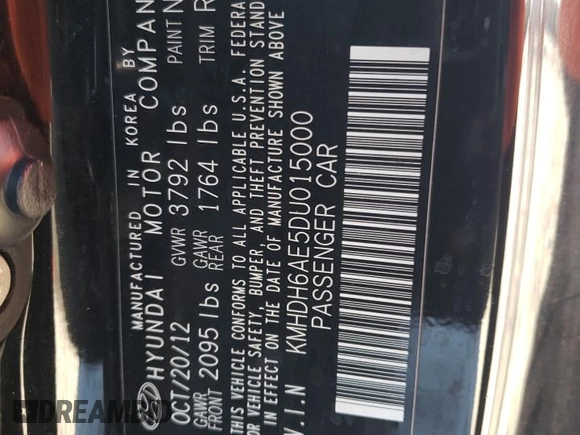 MANUFACTURED IN KOREA BY
HYUNDAI MOTOR COMPAN
OCT/20/12 GVWR 3792 lbs PAINT N
GAWR FRONT 2095 lbs GAWR REAR 1764 lbs TRIM R
THIS VEHICLE CONFORMS TO ALL APPLICABLE U.S.A. FEDERA
VEHICLE SAFETY, BUMPER, AND THEFT PREVENTION STAND
IN EFFECT ON THE DATE OF MANUFACTURE SHOWN ABOVE
V.I.N KMHDH6AE5DU015000
PASSENGER CAR